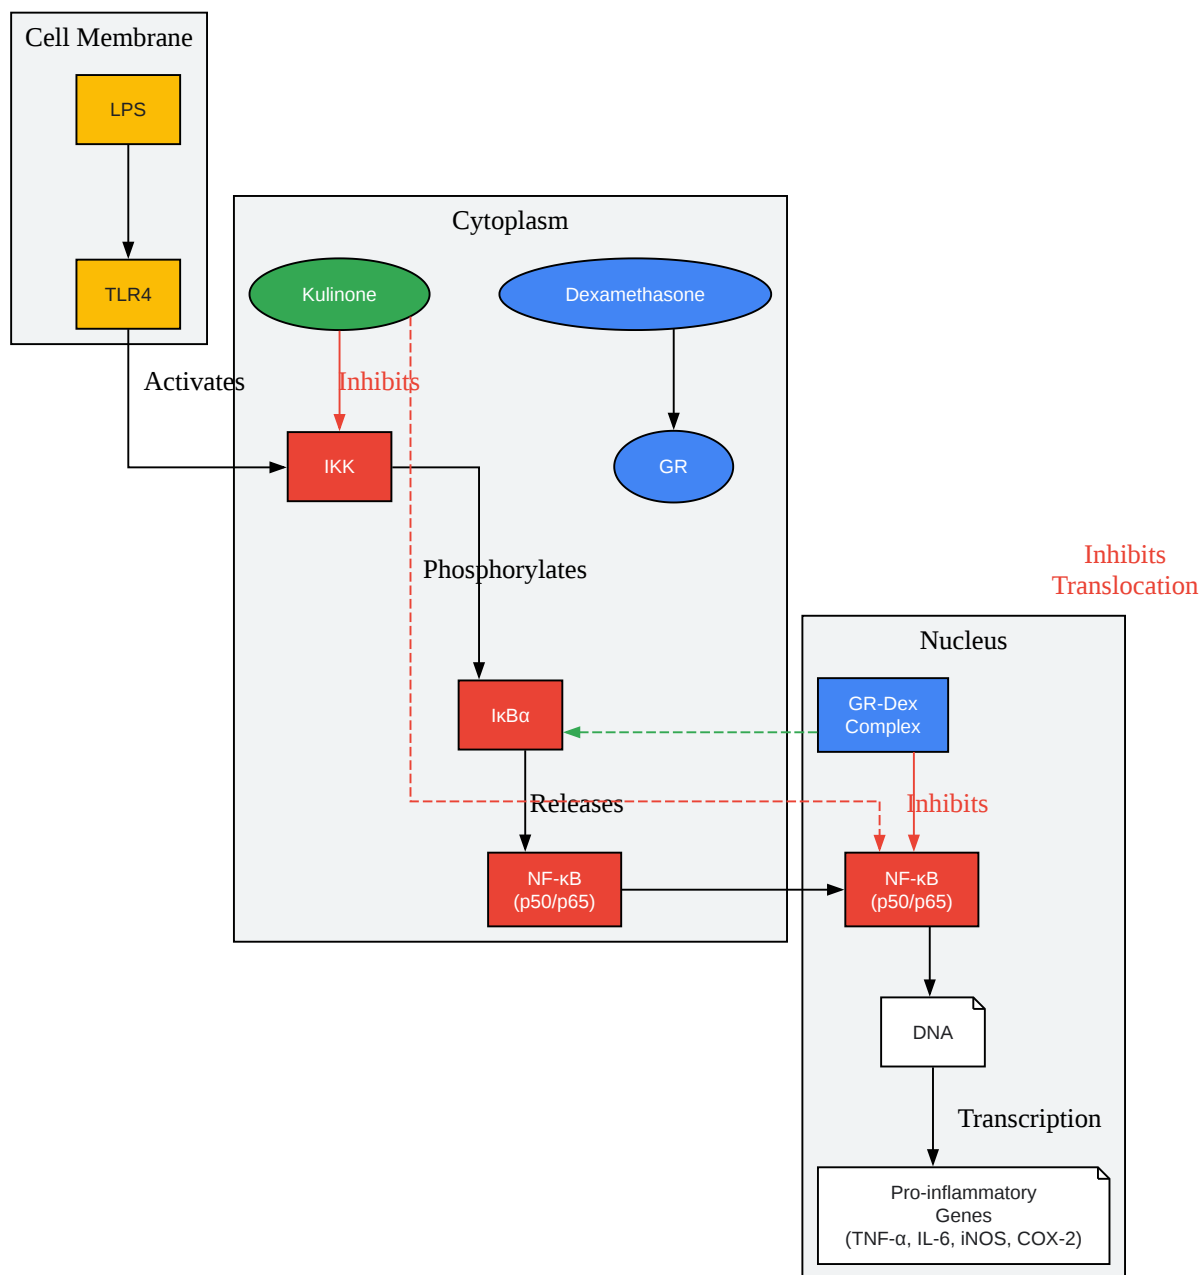 Cell Membrane
LPS
TLR4
Activates
Cytoplasm
Kulinone
Dexamethasone
Inhibits
IKK
GR
Phosphorylates
IκBα
Releases
NF-κB
(p50/p65)
Inhibits
Translocation
Nucleus
GR-Dex
Complex
Inhibits
NF-κB
(p50/p65)
DNA
Transcription
Pro-inflammatory
Genes
(TNF-α, IL-6, iNOS, COX-2)